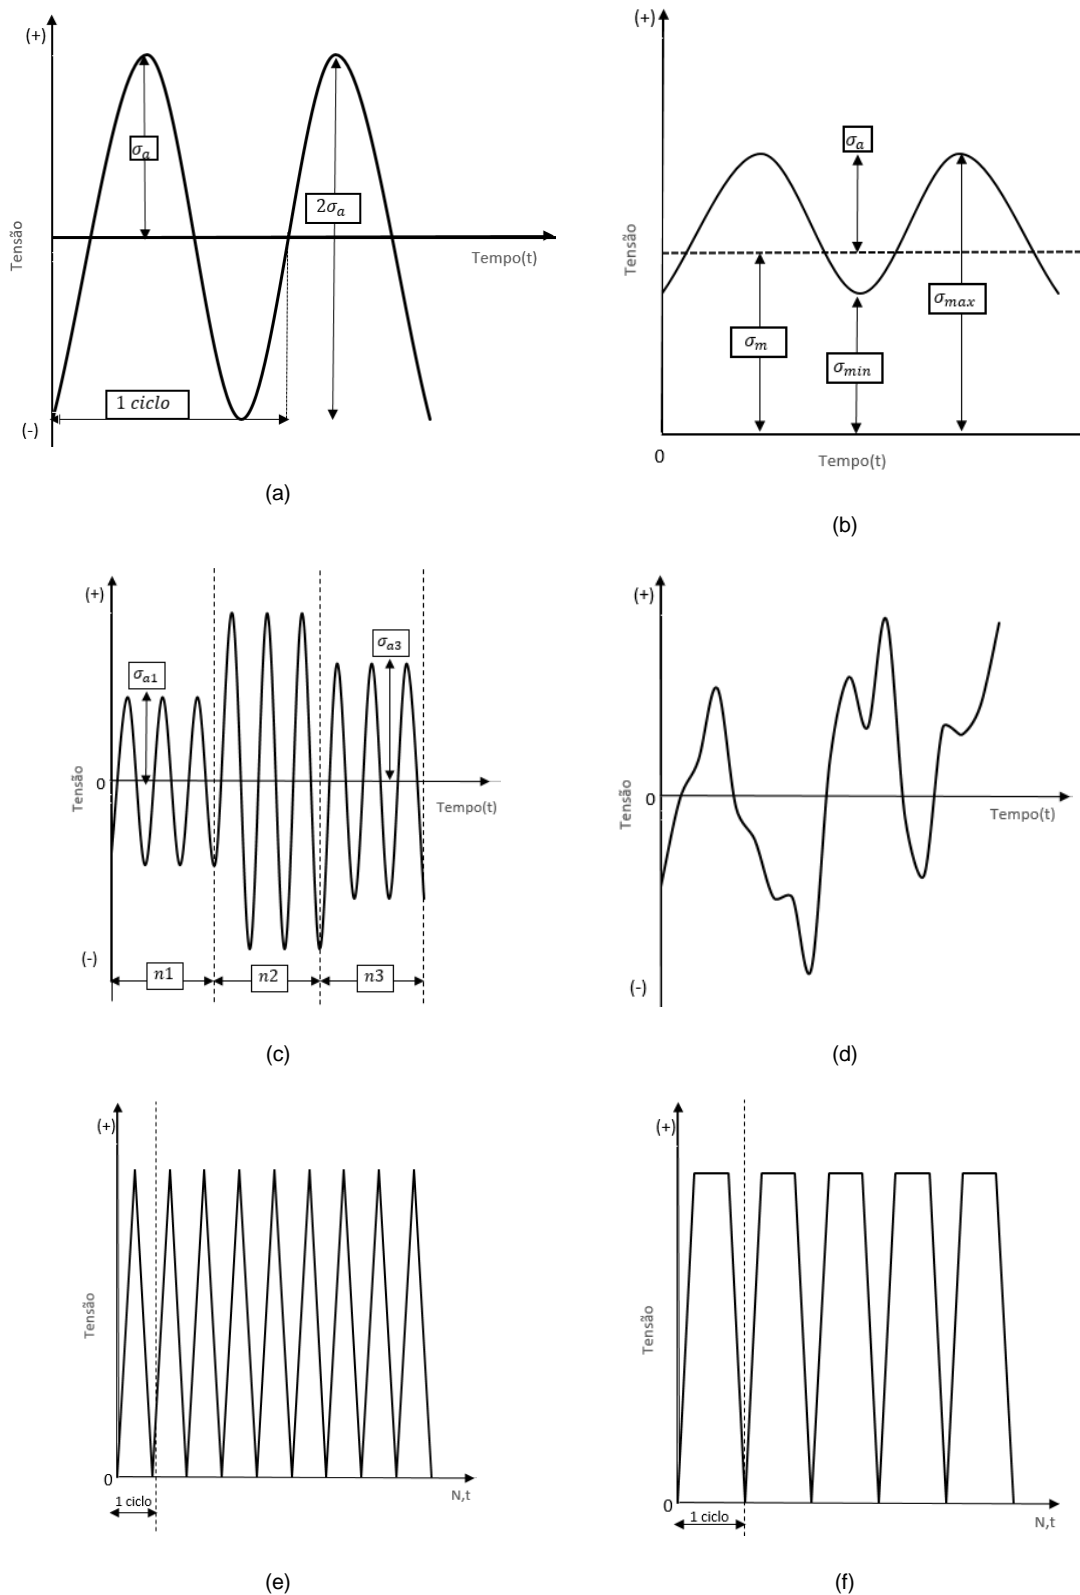 (+)
σa
2σa
Tensão
Tempo(t)
1 ciclo
(-)
(a)
(+)
σa
Tensão
σmax
σm
σmin
0
Tempo(t)
(b)
(+)
σa1
σa3
0
Tensão
Tempo(t)
(-)
n1
n2
n3
(c)
(+)
0
Tensão
Tempo(t)
(-)
(d)
(+)
Tensão
0
N,t
1 ciclo
(e)
(+)
Tensão
0
1 ciclo
N,t
(f)